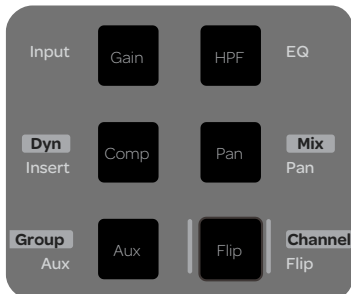 Input Gain HPF EQ
Dyn Mix
Insert Comp Pan Pan
Group Channel
Aux Aux Flip Flip